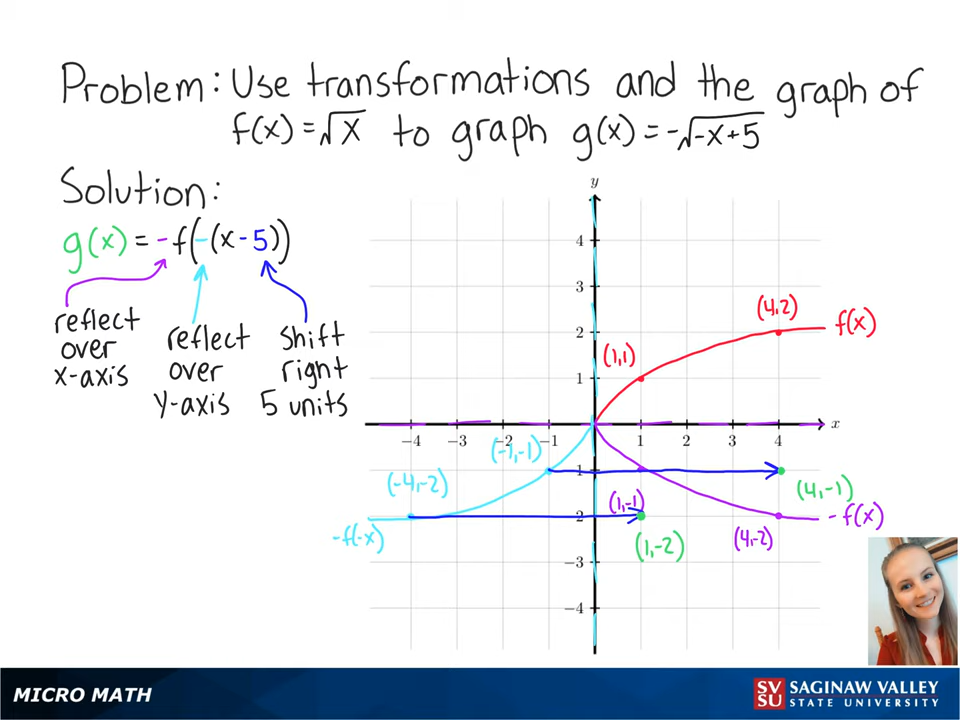 Problem: Use transformations and the graph of
f(x) = √x to graph g(x) = -√-x+5
Solution:
g(x) = -f(-(x-5))
reflect
over
x-axis
reflect
over
y-axis
shift
right
5 units
y
4
3
2
1
-4 -3 -2 -1 1 2 3 4 x
1
2
-3
-4
(4,2)
f(x)
(1,1)
(-1,-1)
(-4,-2)
(4,-1)
(1,-1)
-f(x)
-f(-x)
(1,-2)
(4,-2)
MICRO MATH
SV
SU
SAGINAW VALLEY
STATE UNIVERSITY